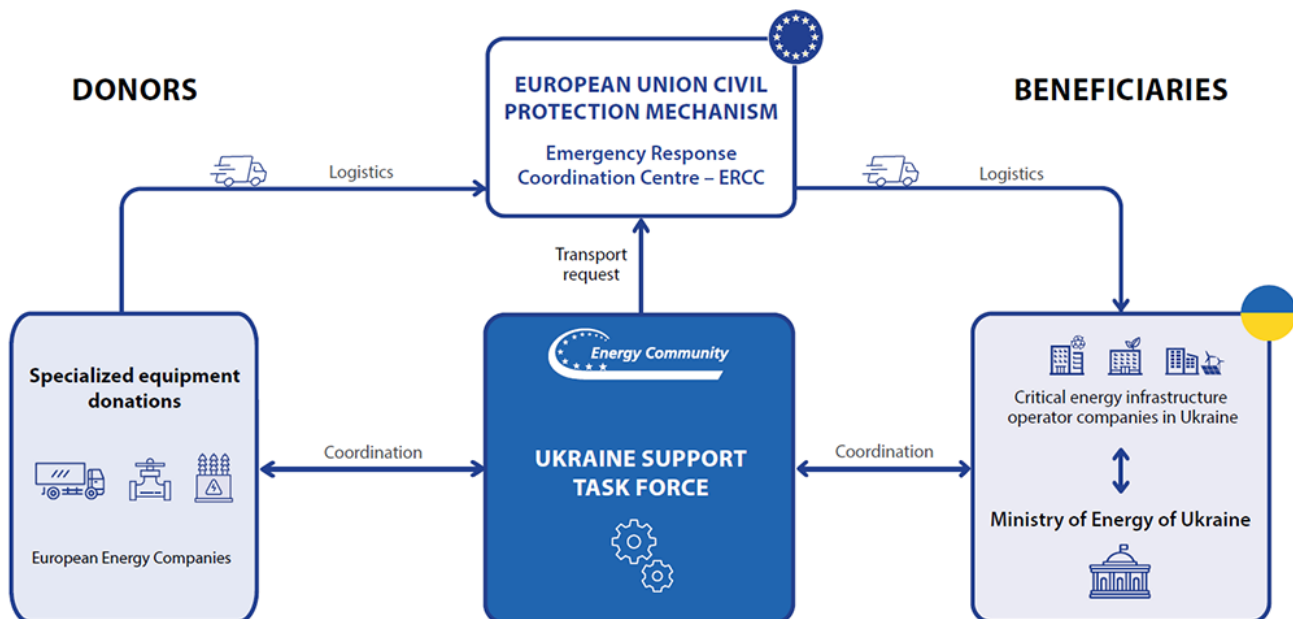 DONORS
EUROPEAN UNION CIVIL
PROTECTION MECHANISM
Emergency Response
Coordination Centre – ERCC
BENEFICIARIES
Logistics
Logistics
Transport
request
Specialized equipment
donations
European Energy Companies
Coordination
Energy Community
UKRAINE SUPPORT
TASK FORCE
Coordination
Critical energy infrastructure
operator companies in Ukraine
Ministry of Energy of Ukraine